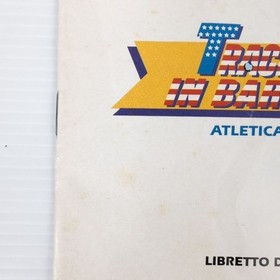 TRAC
IN BAR
ATLETICA
LIBRETTO D